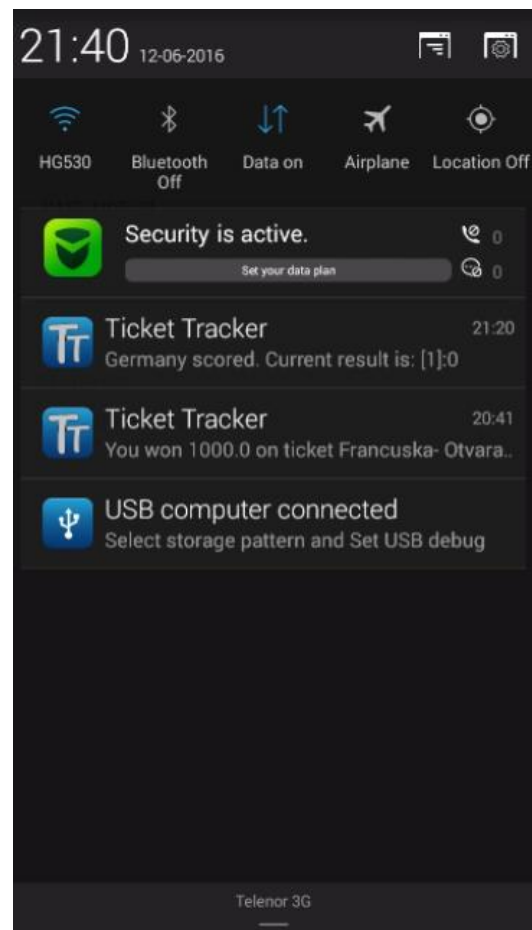 21:40 12-06-2016
HG530
Bluetooth
Off
Data on
Airplane
Location Off
Security is active.
0
Set your data plan
0
TT
Ticket Tracker
21:20
Germany scored. Current result is: [1]:0
TT
Ticket Tracker
20:41
You won 1000.0 on ticket Francuska- Otvara..
USB computer connected
Select storage pattern and Set USB debug
Telenor 3G